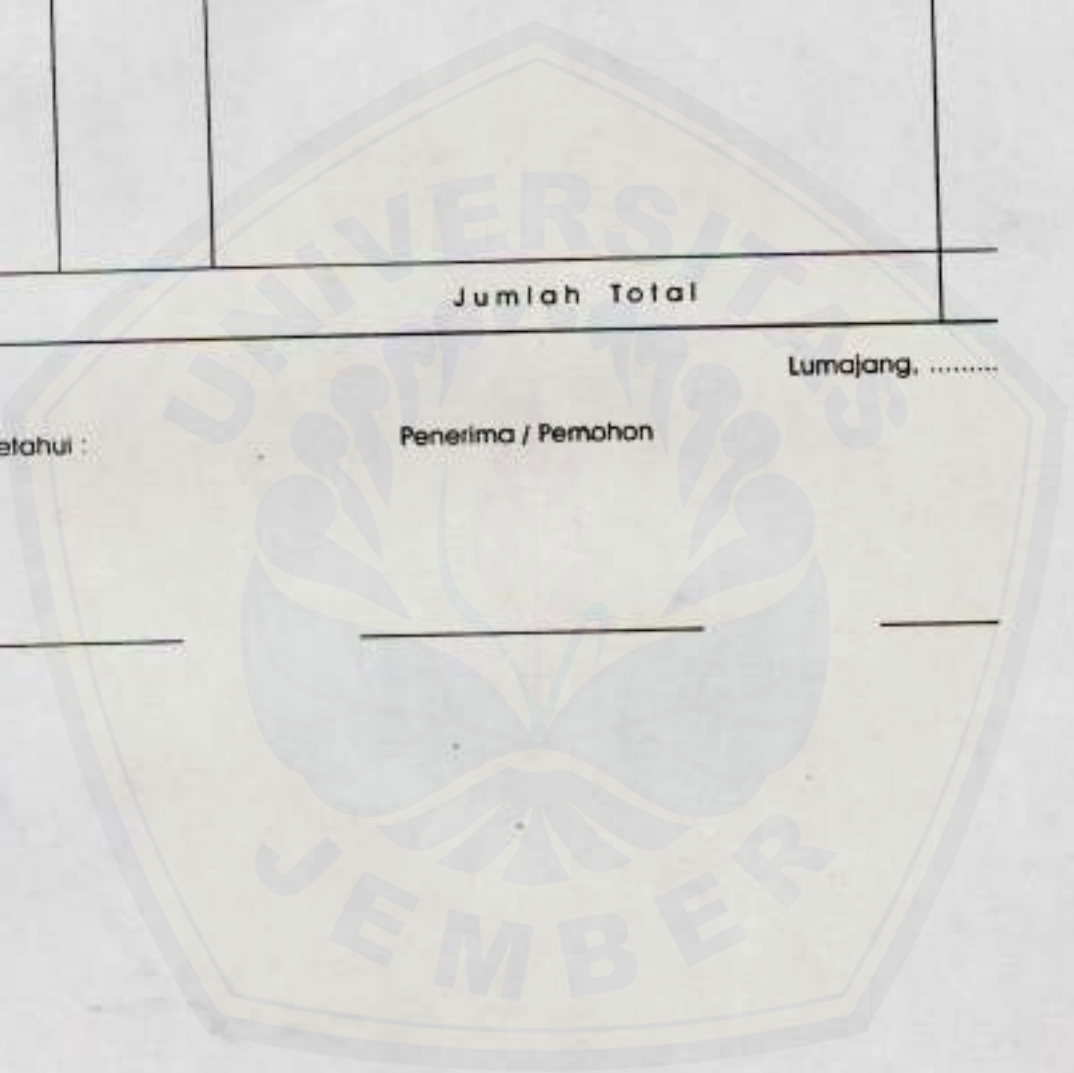 UNIVERSITAS
Jumlah Total
Lumajang, .........
etahui :
Penerima / Pemohon
JEMBER